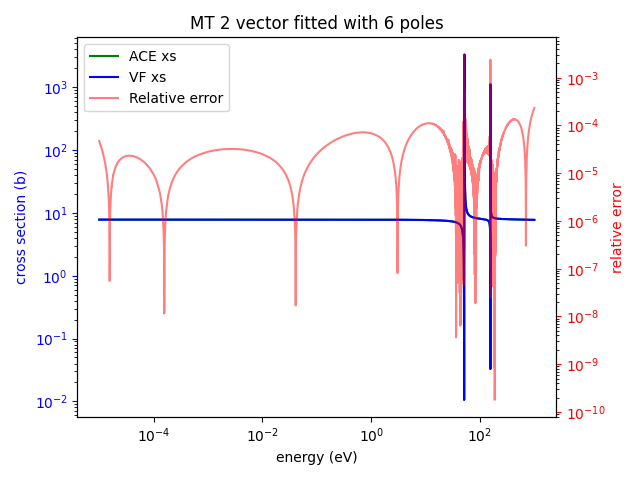 MT 2 vector fitted with 6 poles
ACE xs
VF xs
Relative error
cross section (b)
10³
10²
10¹
10⁰
10⁻¹
10⁻²
10⁻³
10⁻⁴
10⁻⁵
10⁻⁶
10⁻⁷
10⁻⁸
10⁻⁹
10⁻¹⁰
relative error
10⁻⁴
10⁻²
10⁰
10²
energy (eV)